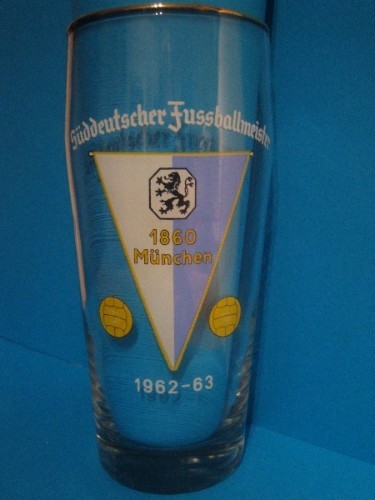 Süddeutscher Fussballmeister
1860
München
1962-63